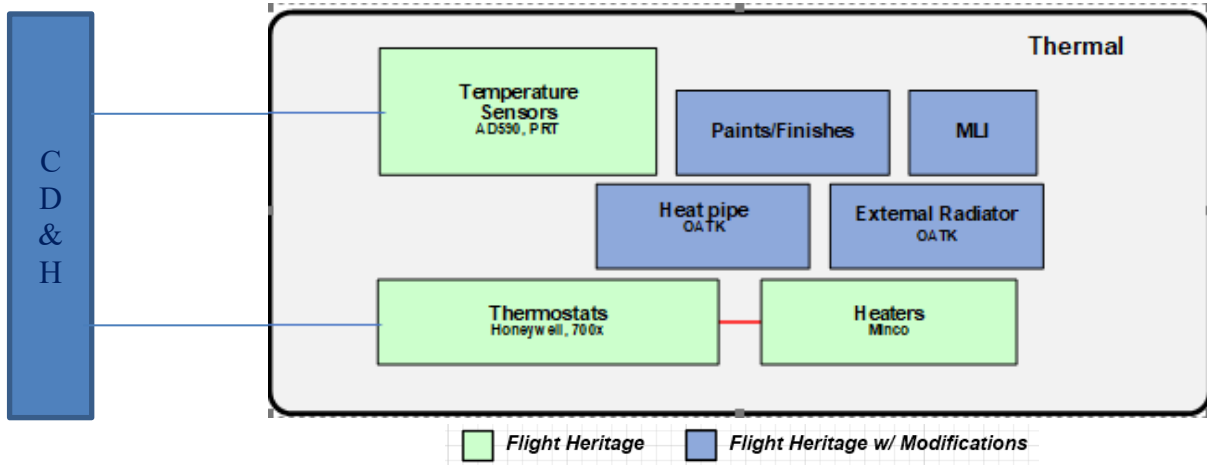 C
D
&
H
Thermal
Temperature
Sensors
AD590, PRT
Paints/Finishes
MLI
Heat pipe
OATK
External Radiator
OATK
Thermostats
Honeywell, 700x
Heaters
Minco
Flight Heritage
Flight Heritage w/ Modifications